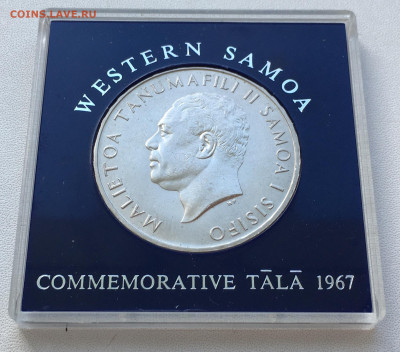 COINS.LAVE.RU
WESTERN SAMOA
MALIETOA TANUMAFILI II SAMOA I SISIFO
COMMEMORATIVE TĀLĀ 1967